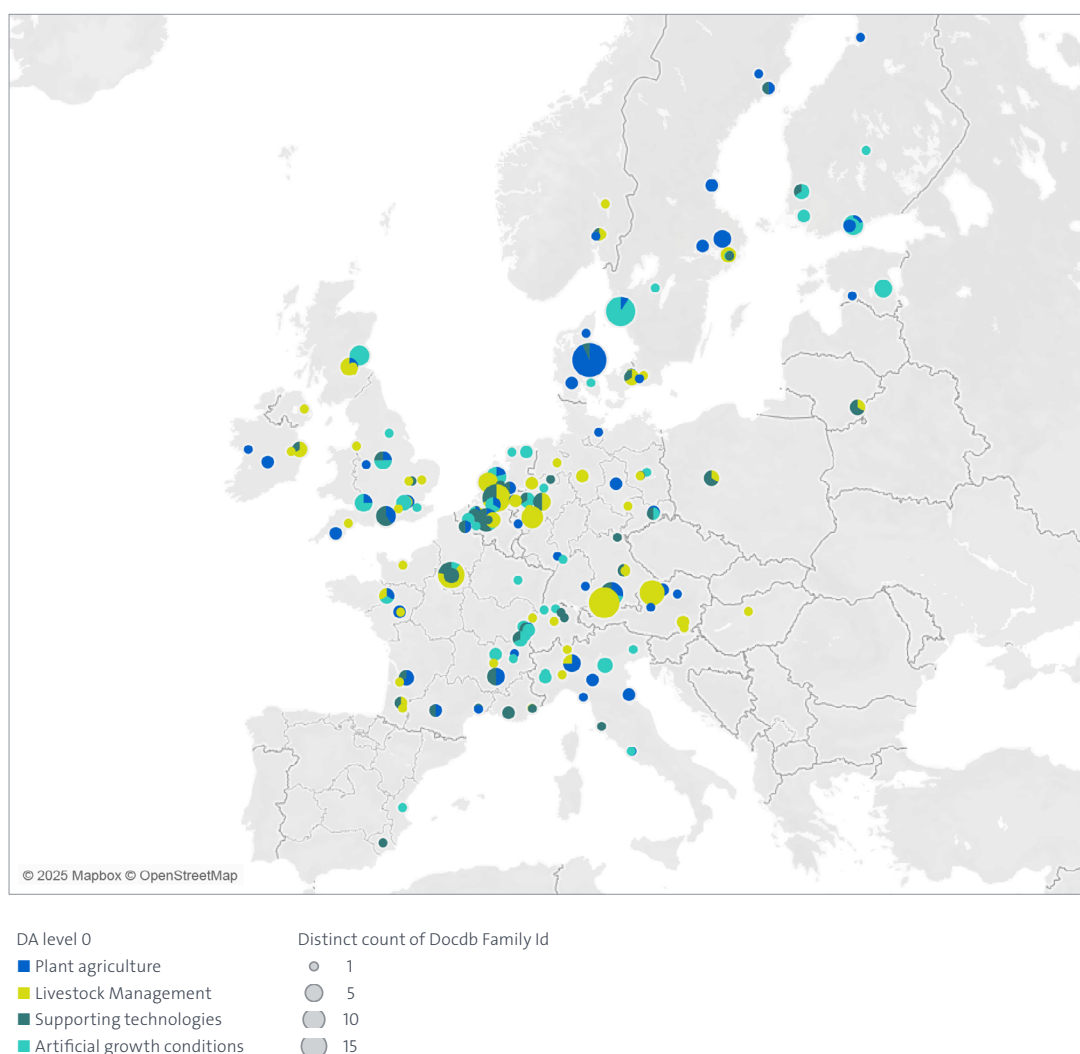 © 2025 Mapbox © OpenStreetMap
DA level 0
Plant agriculture
Livestock Management
Supporting technologies
Artificial growth conditions
Distinct count of Docdb Family Id
1
5
10
15